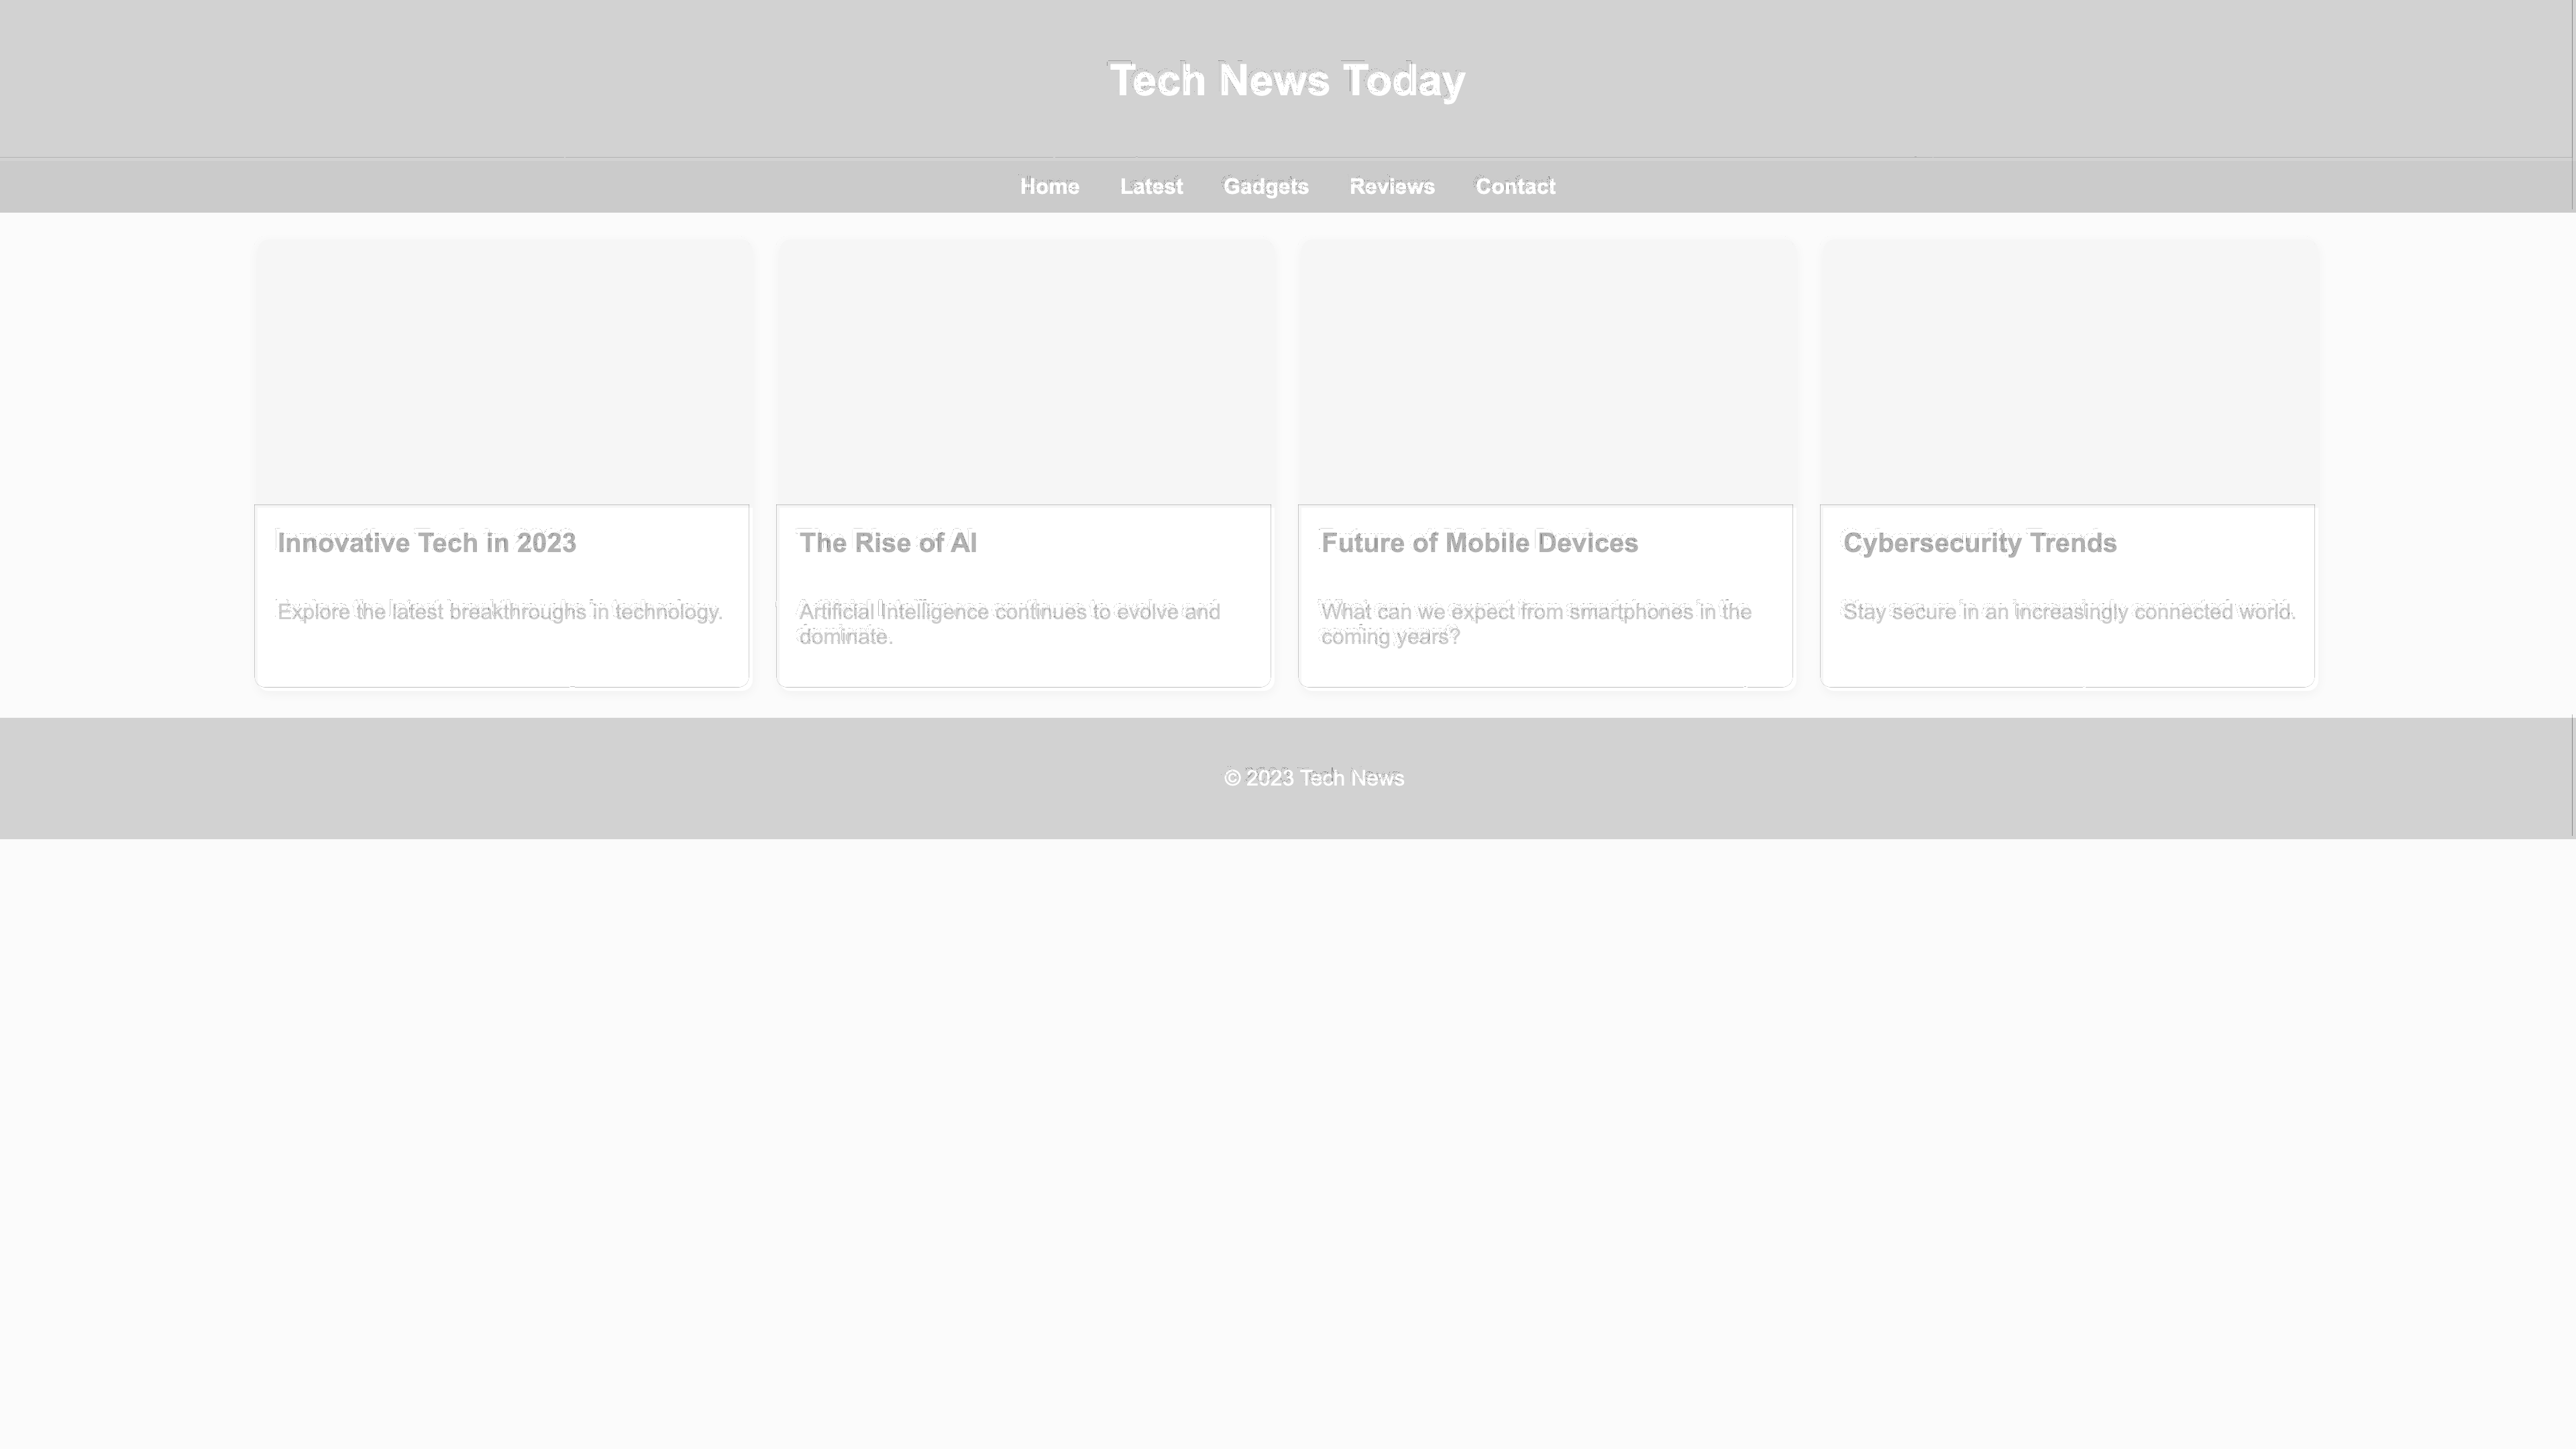 Tech News Today
Home Latest Gadgets Reviews Contact
Innovative Tech in 2023
Explore the latest breakthroughs in technology.
The Rise of AI
Artificial Intelligence continues to evolve and
dominate.
Future of Mobile Devices
What can we expect from smartphones in the
coming years?
Cybersecurity Trends
Stay secure in an increasingly connected world.
© 2023 Tech News